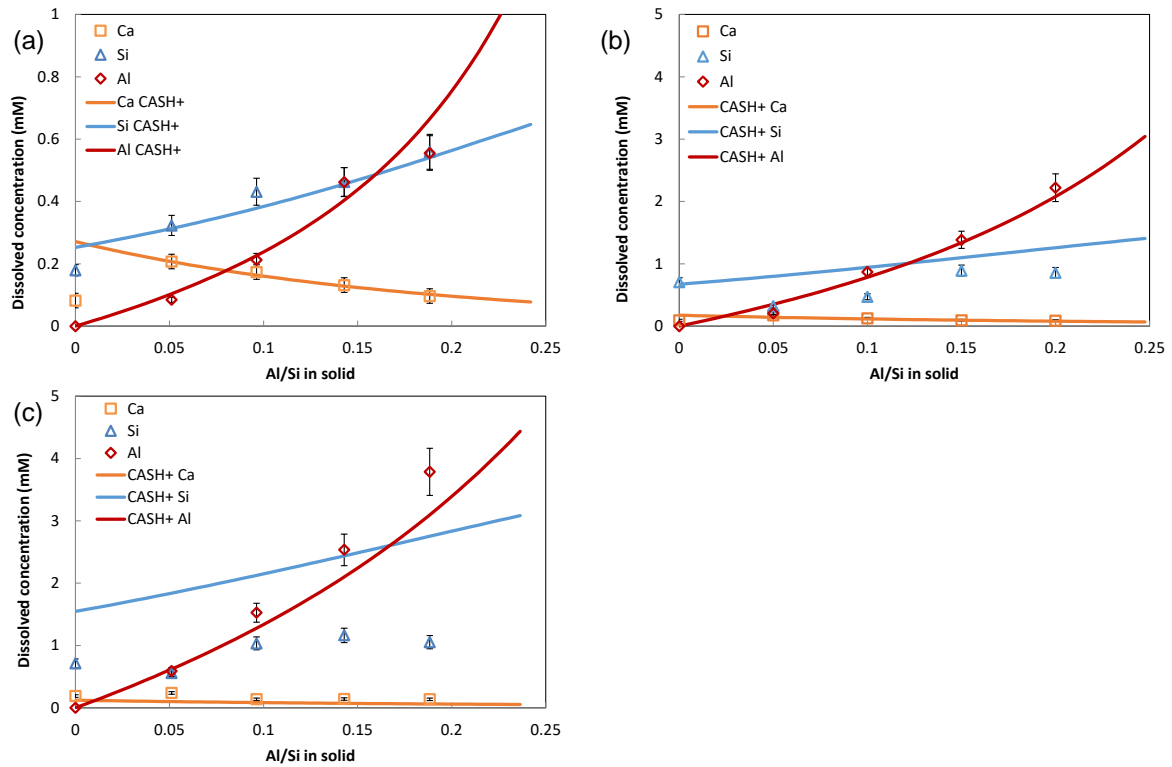 (a)
Ca
Si
Al
Ca CASH+
Si CASH+
Al CASH+
Dissolved concentration (mM)
1
0.8
0.6
0.4
0.2
0
0 0.05 0.1 0.15 0.2 0.25
Al/Si in solid
(b)
Ca
Si
Al
CASH+ Ca
CASH+ Si
CASH+ Al
Dissolved conentration (mM)
5
4
3
2
1
0
0 0.05 0.1 0.15 0.2 0.25
Al/Si in solid
(c)
Ca
Si
Al
CASH+ Ca
CASH+ Si
CASH+ Al
Dissolved concentration (mM)
5
4
3
2
1
0
0 0.05 0.1 0.15 0.2 0.25
Al/Si in solid